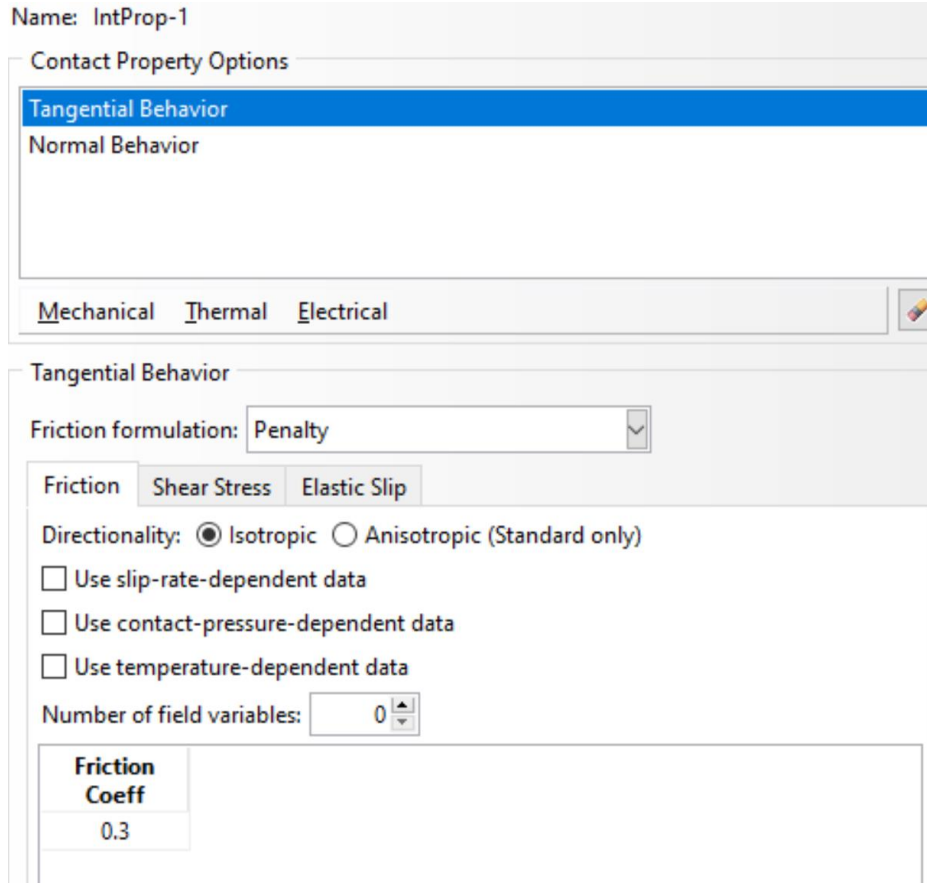 Name: IntProp-1
Contact Property Options
Tangential Behavior
Normal Behavior
Mechanical Thermal Electrical
Tangential Behavior
Friction formulation: Penalty
Friction Shear Stress Elastic Slip
Directionality: Isotropic Anisotropic (Standard only)
Use slip-rate-dependent data
Use contact-pressure-dependent data
Use temperature-dependent data
Number of field variables: 0
Friction
Coeff
0.3